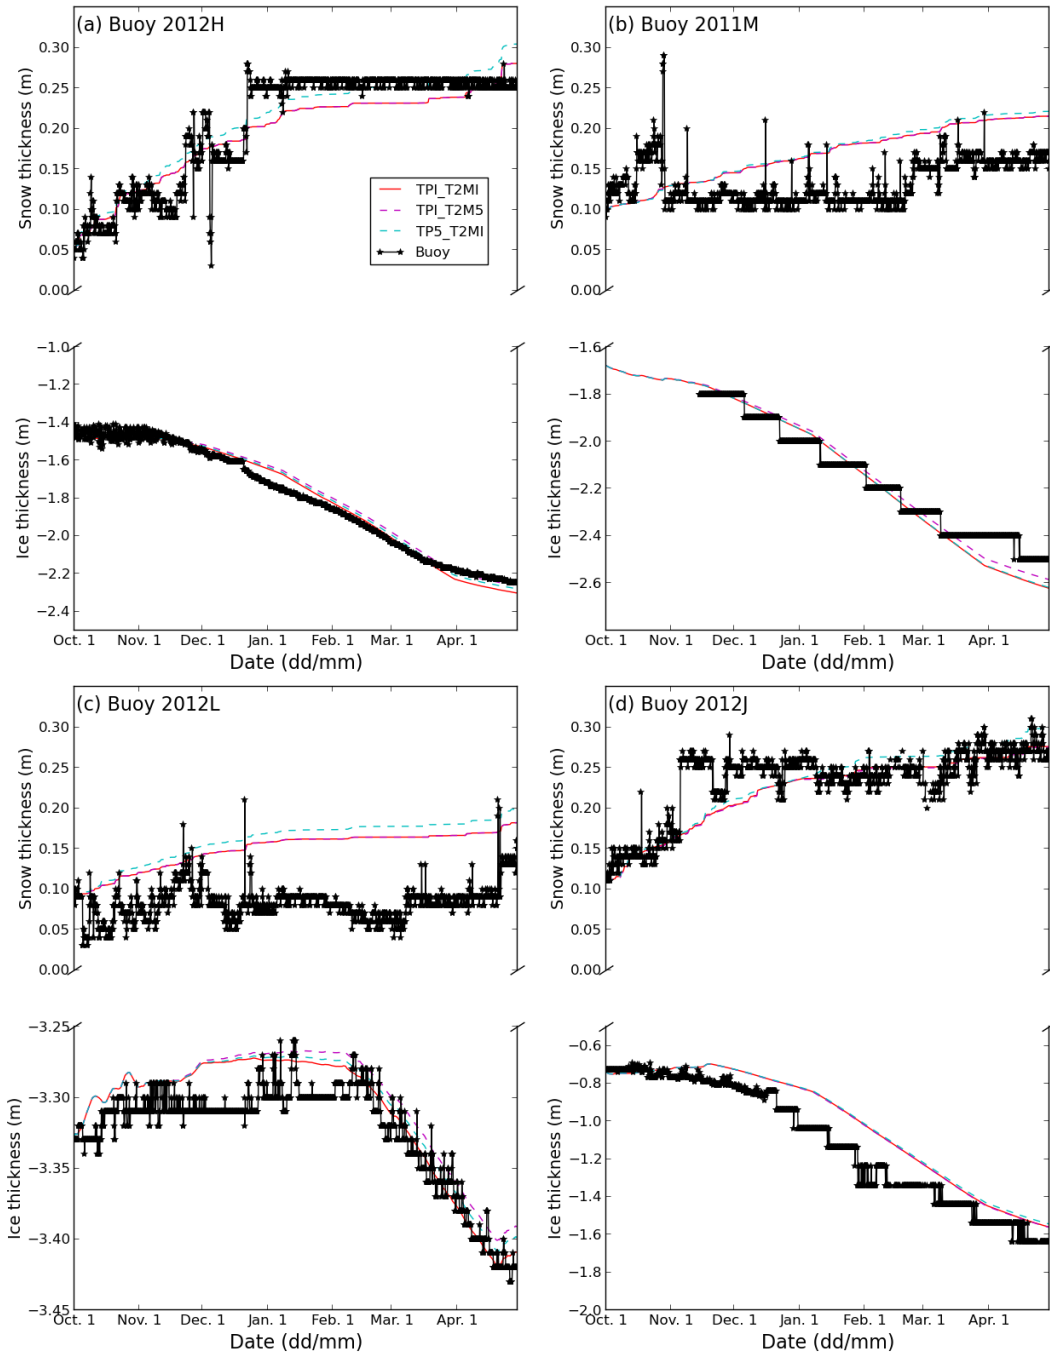 (a) Buoy 2012H
Snow thickness (m)
0.30
0.25
0.20
0.15
0.10
0.05
0.00
TPI_T2MI
TPI_T2M5
TP5_T2MI
Buoy
Ice thickness (m)
−1.0
−1.2
−1.4
−1.6
−1.8
−2.0
−2.2
−2.4
Oct. 1 Nov. 1 Dec. 1 Jan. 1 Feb. 1 Mar. 1 Apr. 1
Date (dd/mm)
(b) Buoy 2011M
Snow thickness (m)
0.30
0.25
0.20
0.15
0.10
0.05
0.00
Ice thickness (m)
−1.6
−1.8
−2.0
−2.2
−2.4
−2.6
Oct. 1 Nov. 1 Dec. 1 Jan. 1 Feb. 1 Mar. 1 Apr. 1
Date (dd/mm)
(c) Buoy 2012L
Snow thickness (m)
0.30
0.25
0.20
0.15
0.10
0.05
0.00
Ice thickness (m)
−3.25
−3.30
−3.35
−3.40
−3.45
Oct. 1 Nov. 1 Dec. 1 Jan. 1 Feb. 1 Mar. 1 Apr. 1
Date (dd/mm)
(d) Buoy 2012J
Snow thickness (m)
0.30
0.25
0.20
0.15
0.10
0.05
0.00
Ice thickness (m)
−0.6
−0.8
−1.0
−1.2
−1.4
−1.6
−1.8
−2.0
Oct. 1 Nov. 1 Dec. 1 Jan. 1 Feb. 1 Mar. 1 Apr. 1
Date (dd/mm)